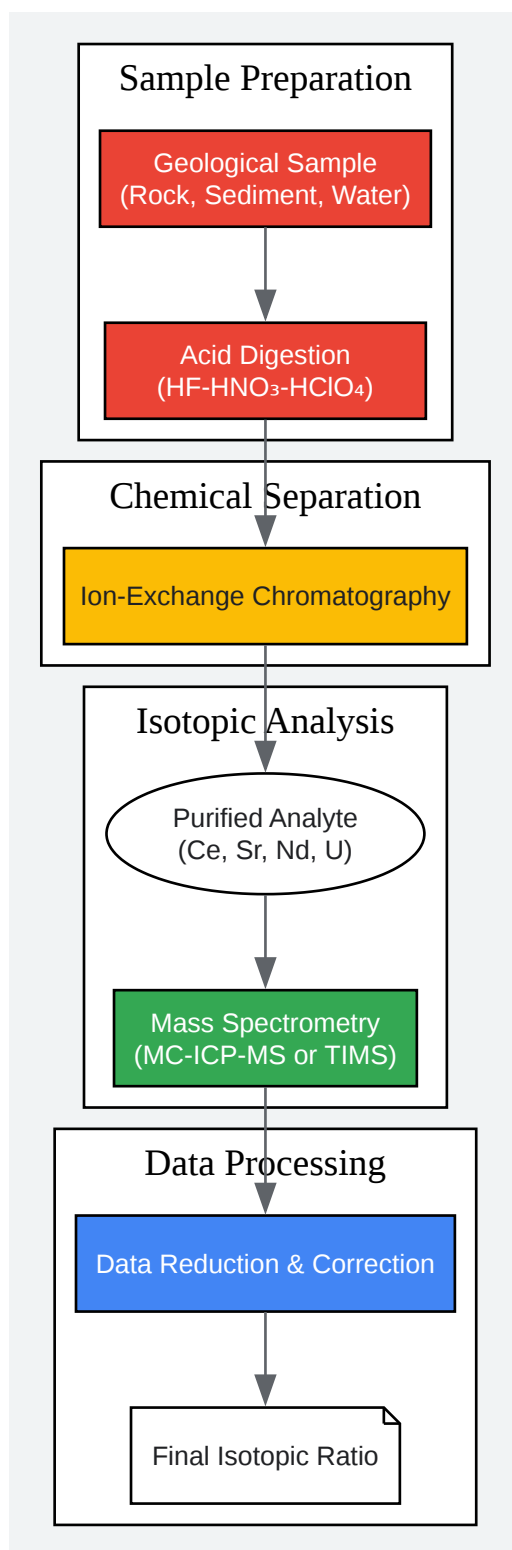 Sample Preparation
Geological Sample
(Rock, Sediment, Water)
Acid Digestion
(HF-HNO₃-HClO₄)
Chemical Separation
Ion-Exchange Chromatography
Isotopic Analysis
Purified Analyte
(Ce, Sr, Nd, U)
Mass Spectrometry
(MC-ICP-MS or TIMS)
Data Processing
Data Reduction & Correction
Final Isotopic Ratio